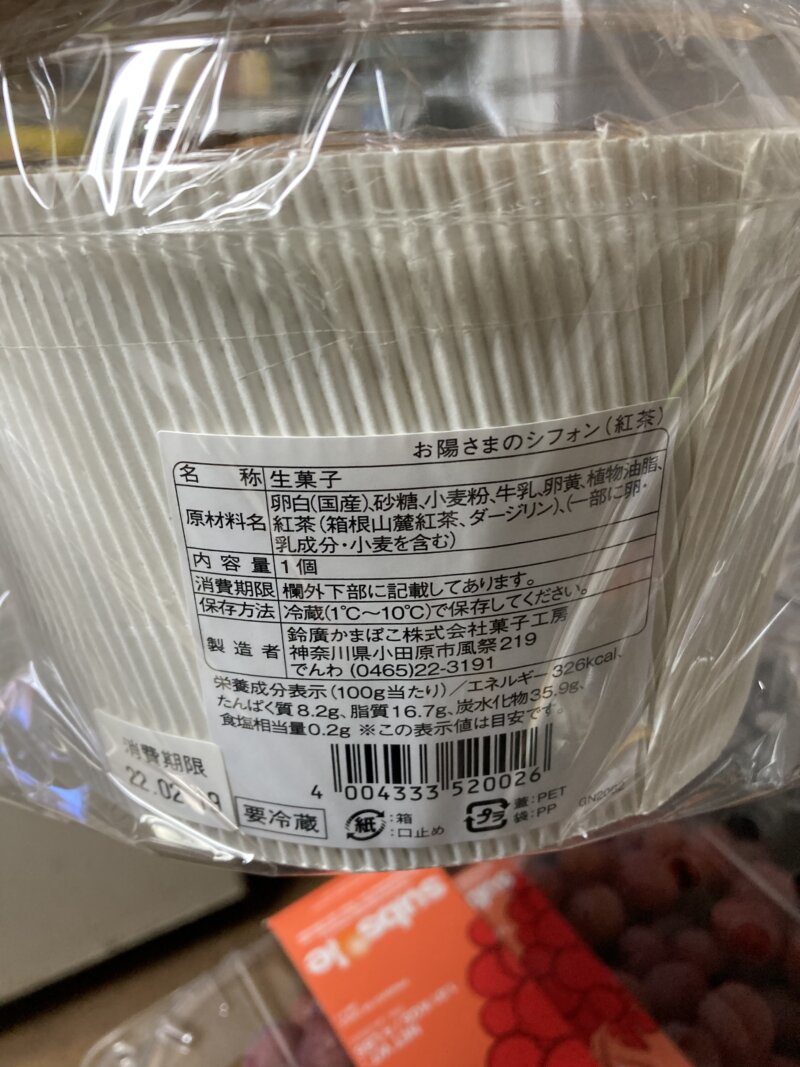 お陽さまのシフォン(紅茶)
名称 生菓子
原材料名 卵白(国産)、砂糖、小麦粉、牛乳、卵黄、植物油脂、
紅茶(箱根山麓紅茶、ダージリン)、(一部に卵・
乳成分・小麦を含む)
内容量 1個
消費期限 欄外下部に記載してあります。
保存方法 冷蔵(1℃〜10℃)で保存してください。
製造者 鈴廣かまぼこ株式会社菓子工房
神奈川県小田原市風祭219
でんわ (0465)22-3191
栄養成分表示(100g当たり)/エネルギー 326kcal、
たんぱく質8.2g、脂質16.7g、炭水化物35.9g、
食塩相当量0.2g ※この表示値は目安です。
4 004333 520026
消費期限
22.02.19
要冷蔵
紙 :箱
:口止め
プラ 蓋:PET
袋:PP
subsole